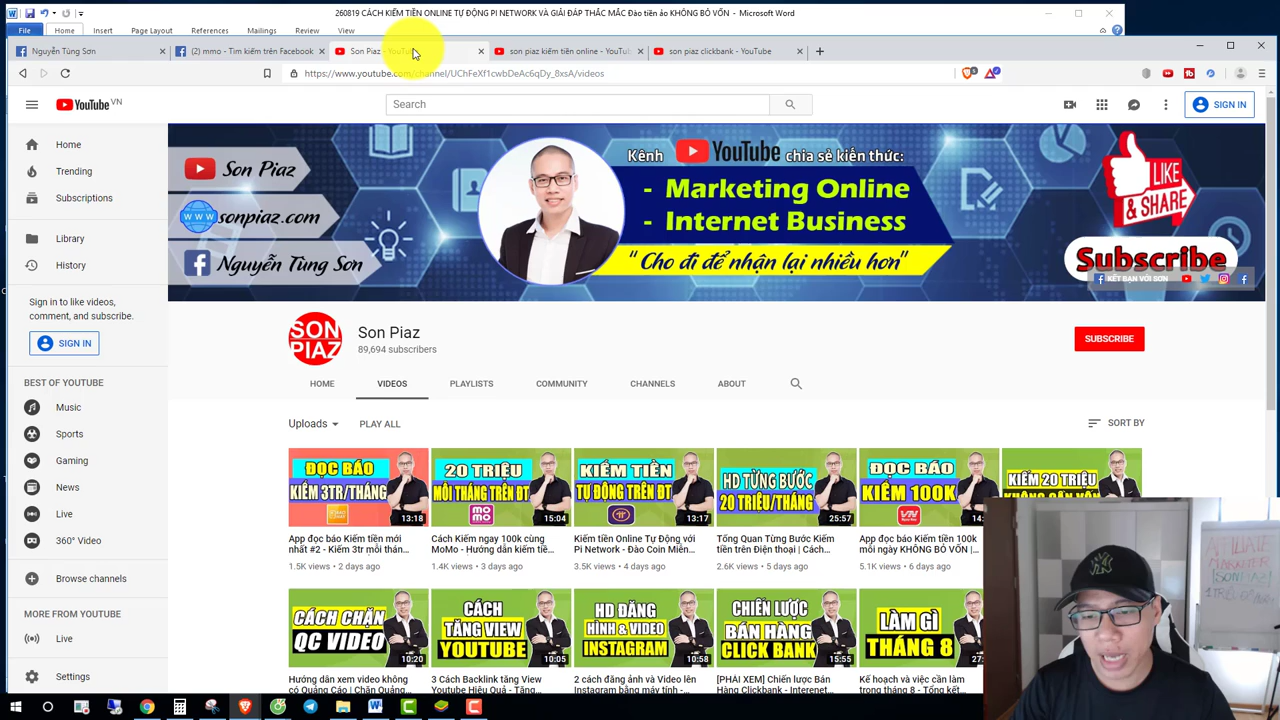 260819 CÁCH KIẾM TIỀN ONLINE TỰ ĐỘNG PI NETWORK VÀ GIẢI ĐÁP THẮC MẮC Đào tiền ảo KHÔNG BỎ VỐN - Microsoft Word
File Home Insert Page Layout References Mailings Review View
Nguyễn Tùng Sơn
(2) mmo - Tìm kiếm trên Facebook
Son Piaz - YouTube
son piaz kiếm tiền online - YouTub
son piaz clickbank - YouTube
https://www.youtube.com/channel/UChFeXf1cwbDeAc6qDy_8xsA/videos
YouTube VN
Search
SIGN IN
Home
Trending
Subscriptions
Library
History
Sign in to like videos,
comment, and subscribe.
SIGN IN
BEST OF YOUTUBE
Music
Sports
Gaming
News
Live
360° Video
Browse channels
MORE FROM YOUTUBE
Live
Settings
Son Piaz
www sonpiaz.com
Nguyễn Tùng Sơn
Kênh YouTube chia sẻ kiến thức:
- Marketing Online
- Internet Business
"Cho đi để nhận lại nhiều hơn"
LIKE
& SHARE
Subscribe
KẾT BẠN VỚI SƠN
SON
PIAZ
Son Piaz
89,694 subscribers
SUBSCRIBE
HOME VIDEOS PLAYLISTS COMMUNITY CHANNELS ABOUT
Uploads PLAY ALL SORT BY
ĐỌC BÁO
KIẾM 3TR/THÁNG
13:18
App đọc báo Kiếm tiền mới
nhất #2 - Kiếm 3tr mỗi thán...
1.5K views • 2 days ago
20 TRIỆU
MỖI THÁNG TRÊN ĐT
mo
mo
15:04
Cách Kiếm ngay 100k cùng
MoMo - Hướng dẫn kiếm tiề...
1.4K views • 3 days ago
KIẾM TIỀN
TỰ ĐỘNG TRÊN ĐT
13:17
Kiếm tiền Online Tự Động với
Pi Network - Đào Coin Miễn...
3.5K views • 4 days ago
HD TỪNG BƯỚC
20 TRIỆU/THÁNG
25:57
Tổng Quan Từng Bước Kiếm
tiền trên Điện thoại | Cách...
2.6K views • 5 days ago
ĐỌC BÁO
KIẾM 100K
App đọc báo Kiếm tiền 100k
mỗi ngày KHÔNG BỎ VỐN |...
5.1K views • 6 days ago
KIẾM 20 TRIỆU
KHÔNG CẦN VỐN
CÁCH CHẶN
QC VIDEO
10:20
Hướng dẫn xem video không
có Quảng Cáo | Chặn Quảng
CÁCH
TĂNG VIEW
YOUTUBE
10:05
3 Cách Backlink tăng View
Youtube Hiệu Quả - Tăng
HD ĐĂNG
HÌNH & VIDEO
INSTAGRAM
10:58
2 cách đăng ảnh và Video lên
Instagram bằng máy tính -
CHIẾN LƯỢC
BÁN HÀNG
CLICK BANK
15:55
[PHẢI XEM] Chiến lược Bán
Hàng Clickbank - Interenet
LÀM GÌ
THÁNG 8
Kế hoạch và việc cần làm
trong tháng 8 - Tổng kết
AFFILIATE
MARKETER